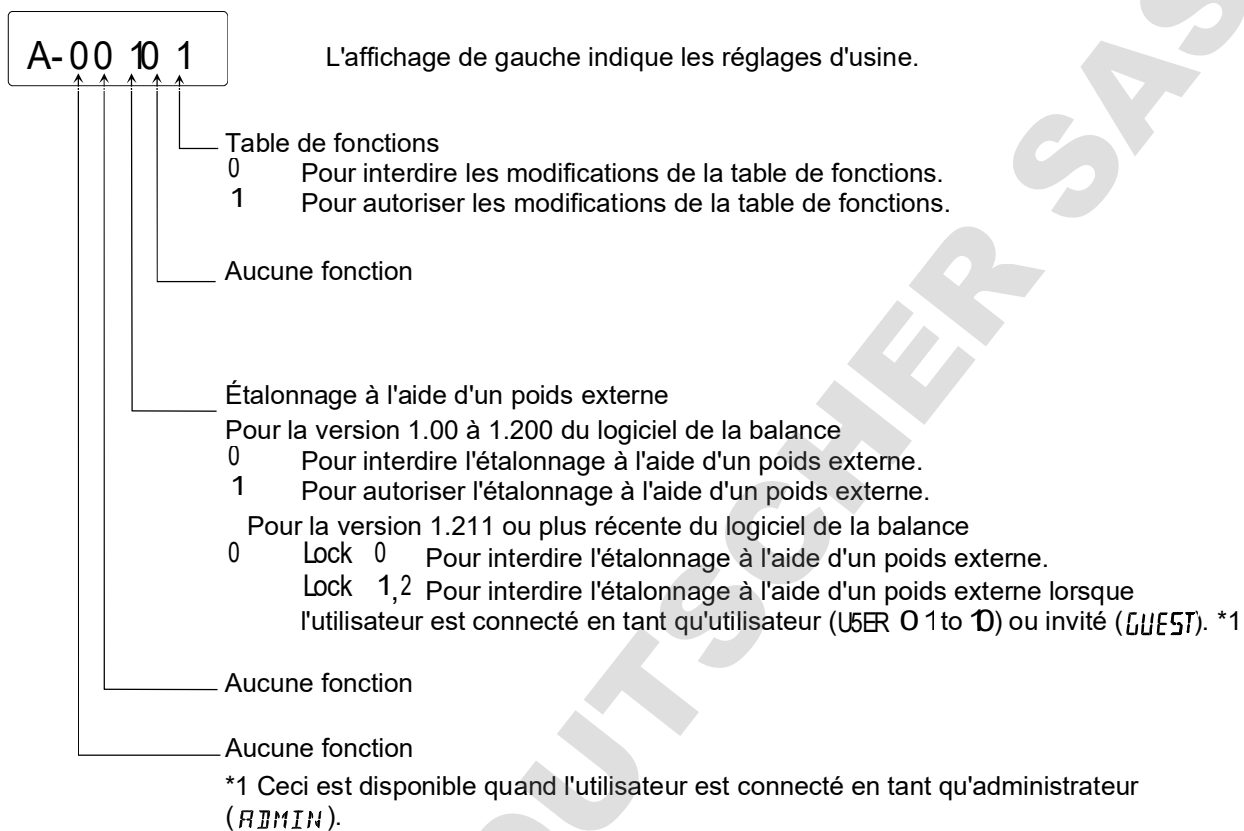 A-00 10 1
L'affichage de gauche indique les réglages d'usine.
Table de fonctions
0 Pour interdire les modifications de la table de fonctions.
1 Pour autoriser les modifications de la table de fonctions.
Aucune fonction
Étalonnage à l'aide d'un poids externe
Pour la version 1.00 à 1.200 du logiciel de la balance
0 Pour interdire l'étalonnage à l'aide d'un poids externe.
1 Pour autoriser l'étalonnage à l'aide d'un poids externe.
Pour la version 1.211 ou plus récente du logiciel de la balance
0 Lock 0 Pour interdire l'étalonnage à l'aide d'un poids externe.
Lock 1,2 Pour interdire l'étalonnage à l'aide d'un poids externe lorsque
l'utilisateur est connecté en tant qu'utilisateur (USER 0 1 to 10) ou invité (GUEST). *1
Aucune fonction
Aucune fonction
*1 Ceci est disponible quand l'utilisateur est connecté en tant qu'administrateur
(ADMIN).
OUTSCHER SAS